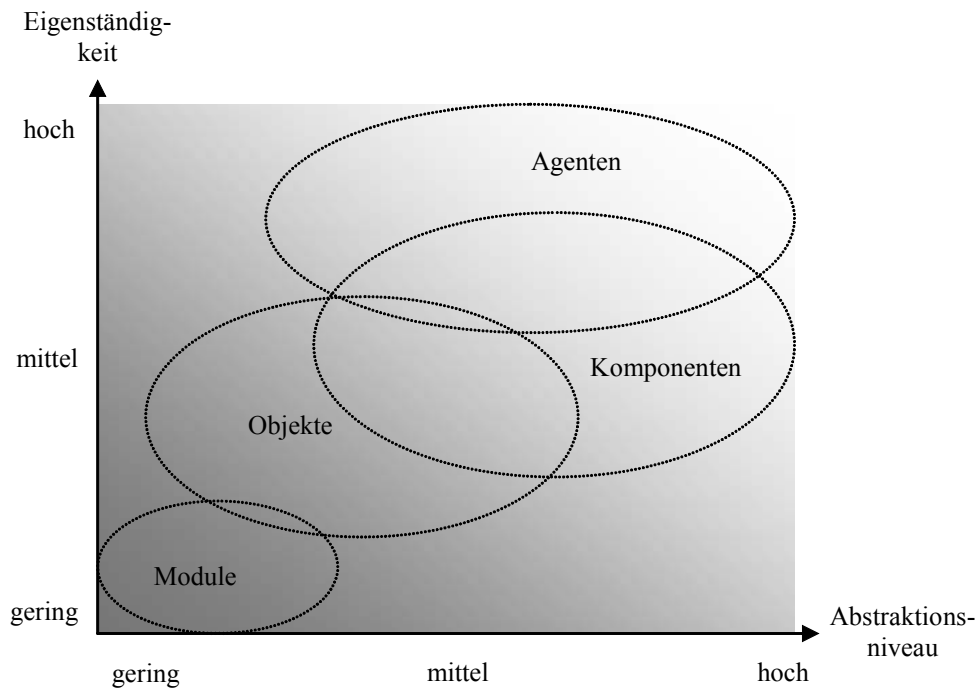 Eigenständig-
keit
hoch
Agenten
mittel
Komponenten
Objekte
Module
gering
Abstraktions-
niveau
gering
mittel
hoch